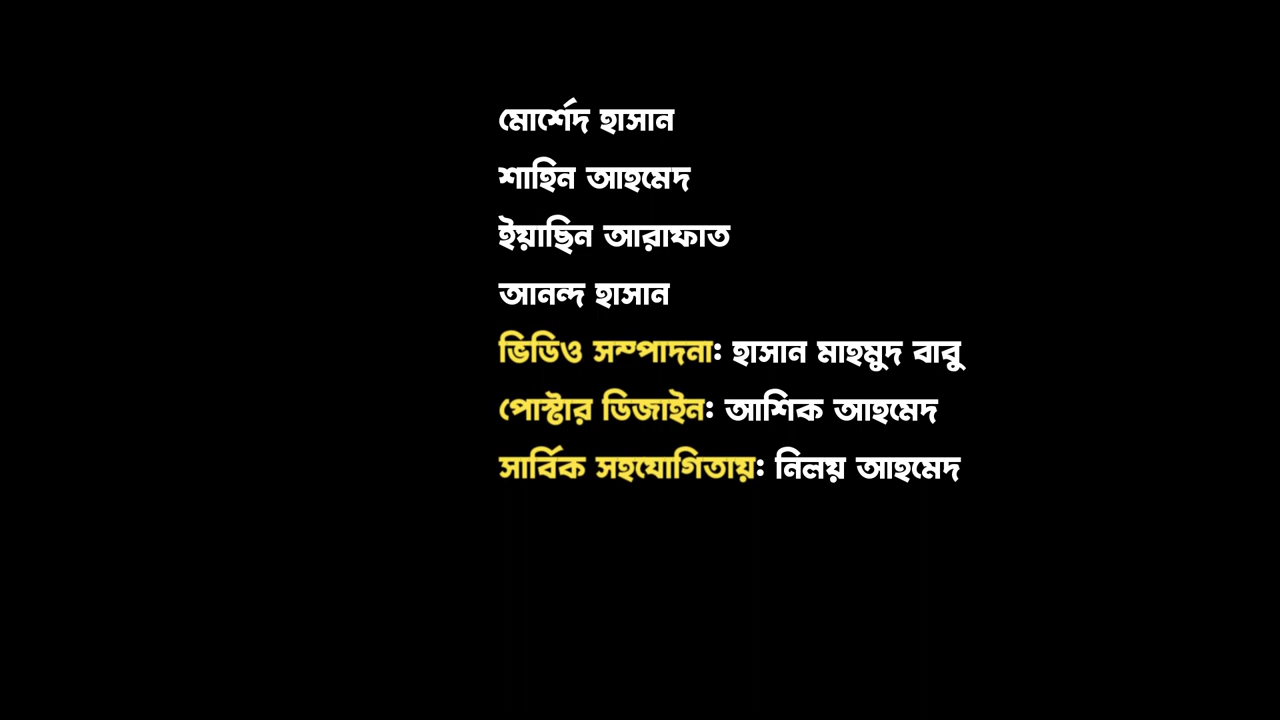 মোর্শেদ হাসান
শাহিন আহমেদ
ইয়াছিন আরাফাত
আনন্দ হাসান
ভিডিও সম্পাদনা: হাসান মাহমুদ বাবু
পোস্টার ডিজাইন: আশিক আহমেদ
সার্বিক সহযোগিতায়: নিলয় আহমেদ